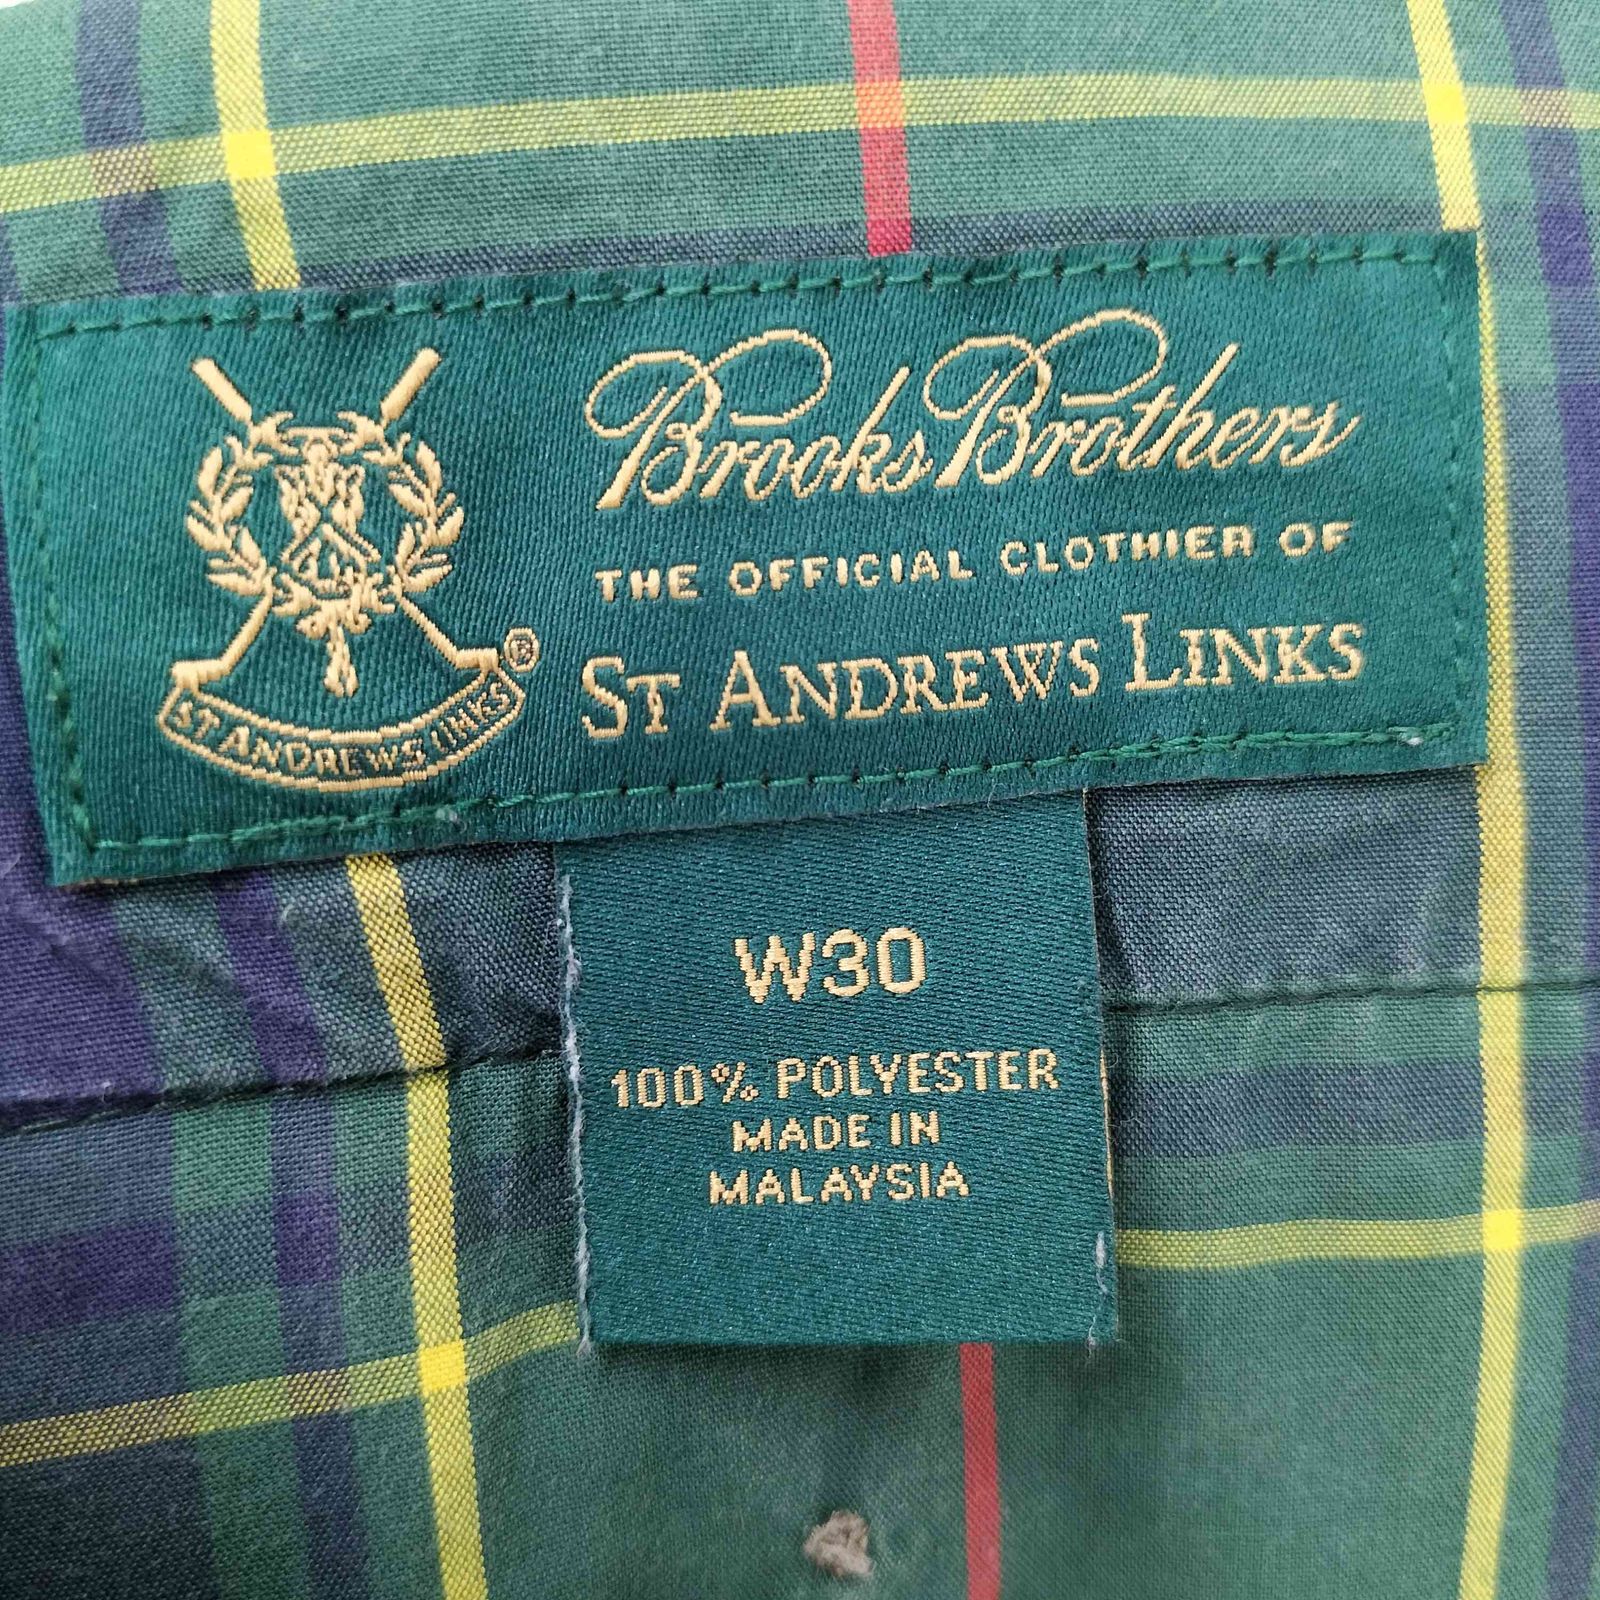 Brooks Brothers
THE OFFICIAL CLOTHIER OF
ST ANDREWS LINKS
®
ST ANDREWS LINKS
W30
100% POLYESTER
MADE IN
MALAYSIA